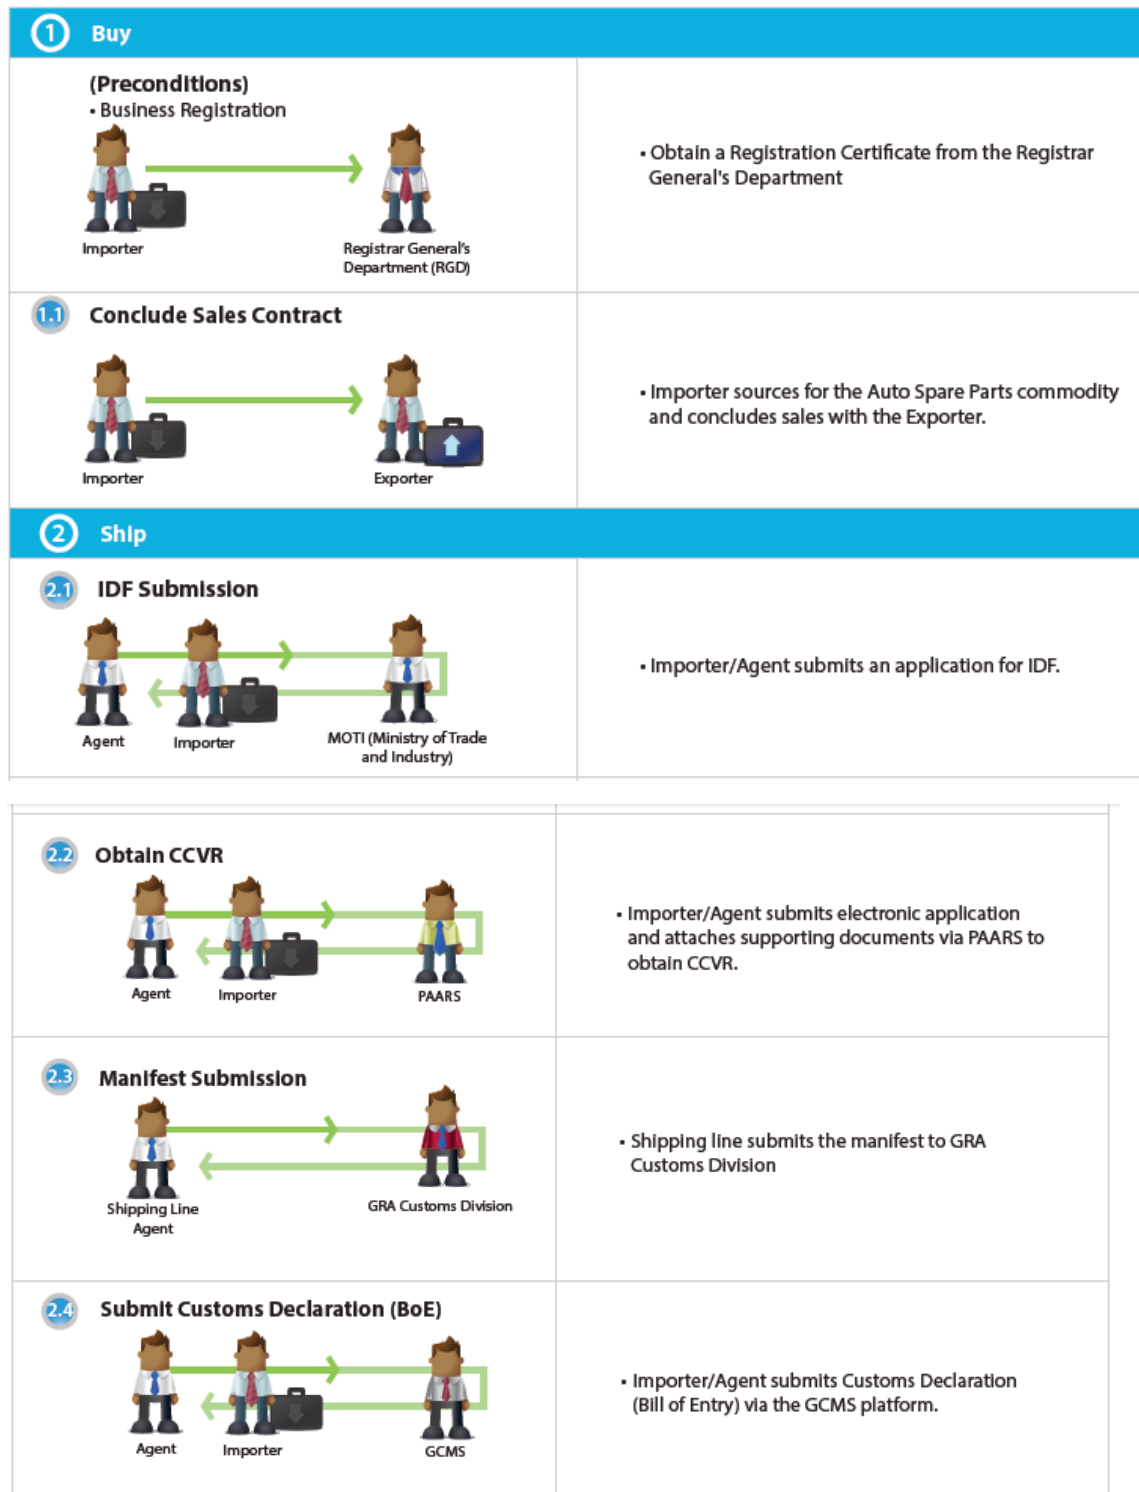 1 Buy
(Preconditions)
• Business Registration
Importer
Registrar General's
Department (RGD)
• Obtain a Registration Certificate from the Registrar
General's Department
1.1 Conclude Sales Contract
Importer
Exporter
• Importer sources for the Auto Spare Parts commodity
and concludes sales with the Exporter.
2 Ship
2.1 IDF Submission
Agent
Importer
MOTI (Ministry of Trade
and Industry)
• Importer/Agent submits an application for IDF.
2.2 Obtain CCVR
Agent
Importer
PAARS
• Importer/Agent submits electronic application
and attaches supporting documents via PAARS to
obtain CCVR.
2.3 Manifest Submission
Shipping Line
Agent
GRA Customs Division
• Shipping line submits the manifest to GRA
Customs Division
2.4 Submit Customs Declaration (BoE)
Agent
Importer
GCMS
• Importer/Agent submits Customs Declaration
(Bill of Entry) via the GCMS platform.